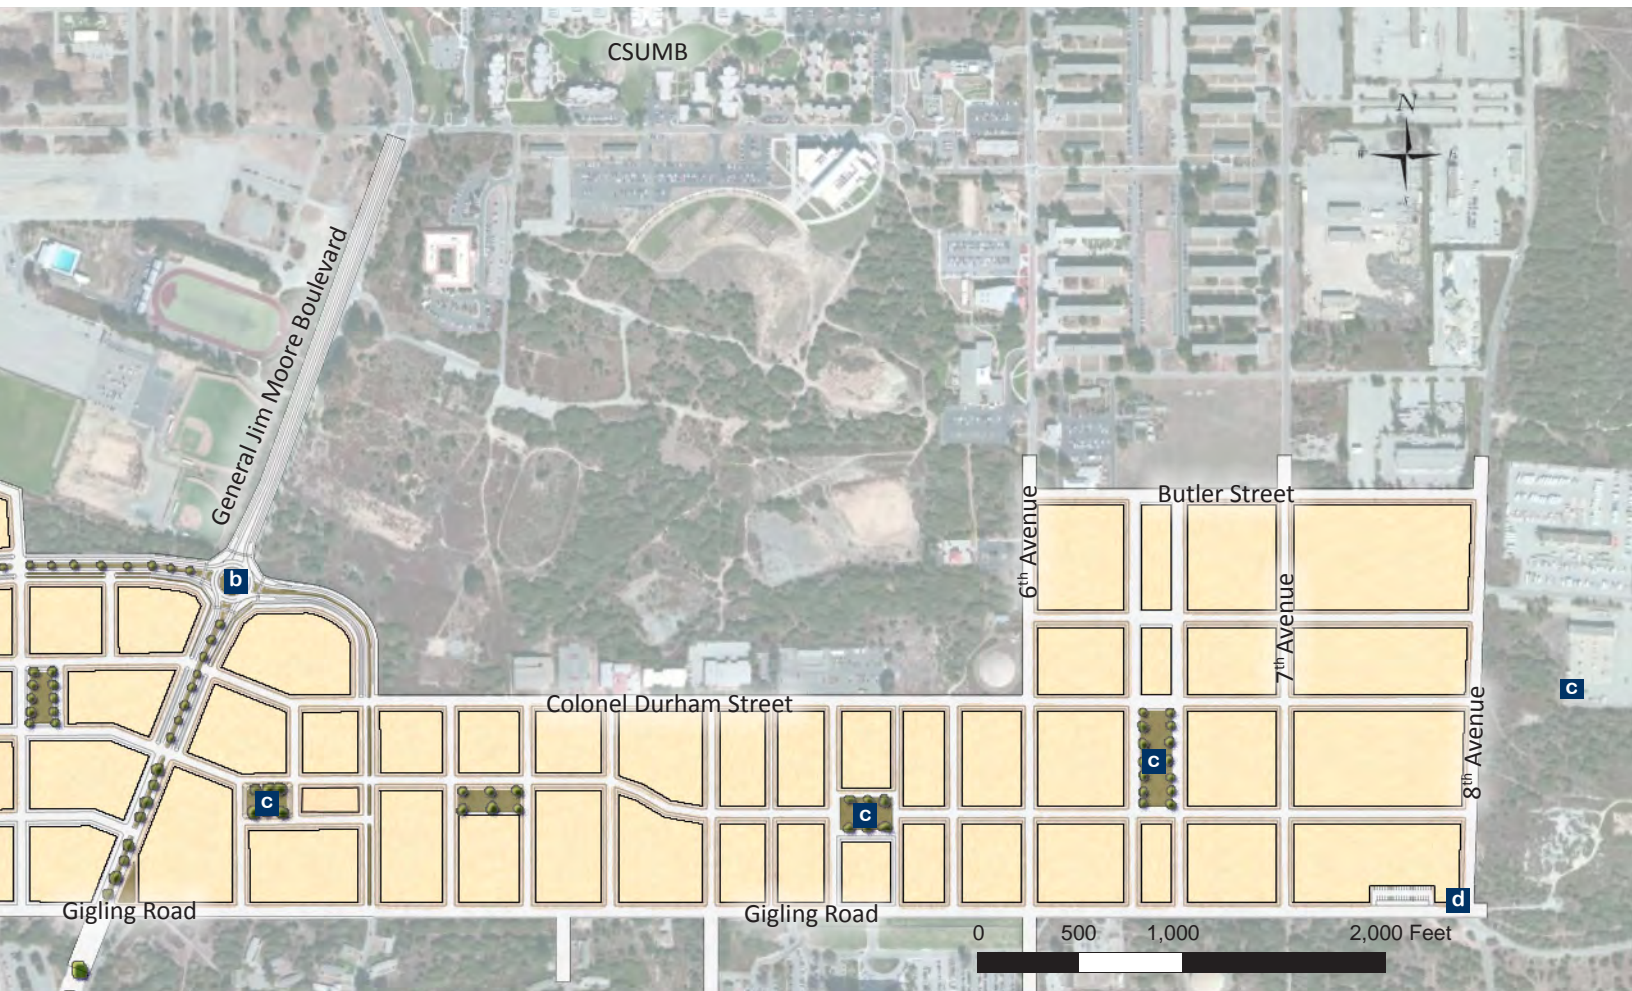 CSUMB
N
General Jim Moore Boulevard
b
6th Avenue
Butler Street
7th Avenue
8th Avenue
c
Colonel Durham Street
c
c
c
d
Gigling Road
Gigling Road
0 500 1,000 2,000 Feet